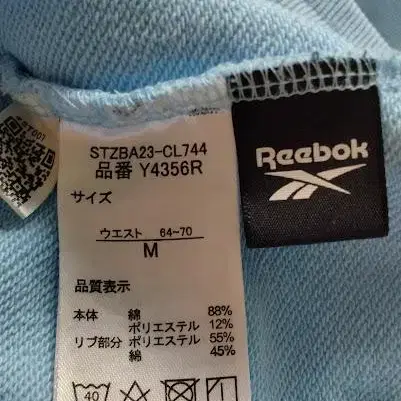 STZBA23-CL744
品番 Y4356R
サイズ
ウエスト 64~70
M
品質表示
本体 綿 88%
ポリエステル 12%
リブ部分 ポリエステル 55%
綿 45%
40
Reebok